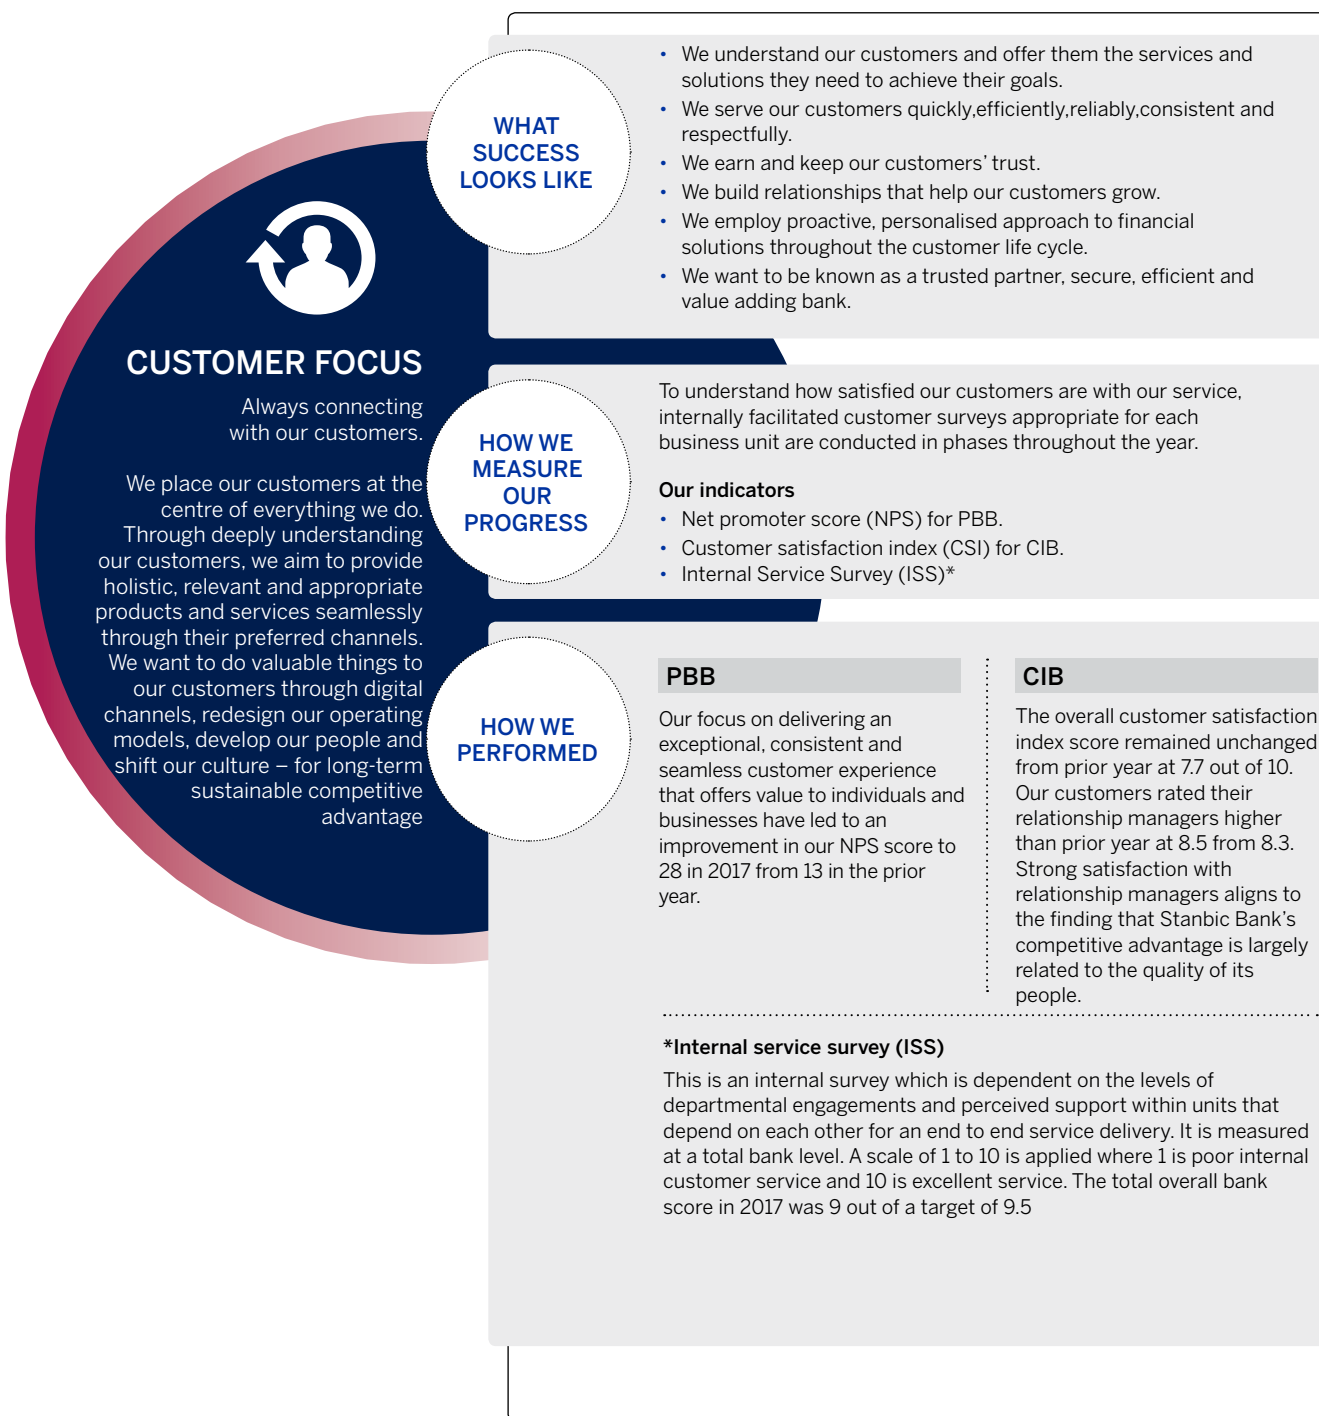 CUSTOMER FOCUS
Always connecting
with our customers.
We place our customers at the
centre of everything we do.
Through deeply understanding
our customers, we aim to provide
holistic, relevant and appropriate
products and services seamlessly
through their preferred channels.
We want to do valuable things to
our customers through digital
channels, redesign our operating
models, develop our people and
shift our culture – for long-term
sustainable competitive
advantage
WHAT
SUCCESS
LOOKS LIKE
• We understand our customers and offer them the services and
solutions they need to achieve their goals.
• We serve our customers quickly,efficiently,reliably,consistent and
respectfully.
• We earn and keep our customers' trust.
• We build relationships that help our customers grow.
• We employ proactive, personalised approach to financial
solutions throughout the customer life cycle.
• We want to be known as a trusted partner, secure, efficient and
value adding bank.
HOW WE
MEASURE
OUR
PROGRESS
To understand how satisfied our customers are with our service,
internally facilitated customer surveys appropriate for each
business unit are conducted in phases throughout the year.
Our indicators
• Net promoter score (NPS) for PBB.
• Customer satisfaction index (CSI) for CIB.
• Internal Service Survey (ISS)*
HOW WE
PERFORMED
PBB
Our focus on delivering an
exceptional, consistent and
seamless customer experience
that offers value to individuals and
businesses have led to an
improvement in our NPS score to
28 in 2017 from 13 in the prior
year.
CIB
The overall customer satisfaction
index score remained unchanged
from prior year at 7.7 out of 10.
Our customers rated their
relationship managers higher
than prior year at 8.5 from 8.3.
Strong satisfaction with
relationship managers aligns to
the finding that Stanbic Bank's
competitive advantage is largely
related to the quality of its
people.
*Internal service survey (ISS)
This is an internal survey which is dependent on the levels of
departmental engagements and perceived support within units that
depend on each other for an end to end service delivery. It is measured
at a total bank level. A scale of 1 to 10 is applied where 1 is poor internal
customer service and 10 is excellent service. The total overall bank
score in 2017 was 9 out of a target of 9.5